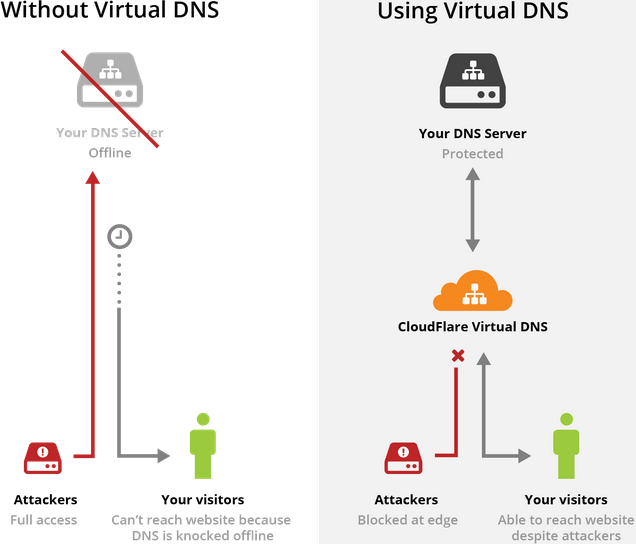 Without Virtual DNS
Your DNS Server
Offline
Attackers
Full access
Your visitors
Can't reach website because
DNS is knocked offline
Using Virtual DNS
Your DNS Server
Protected
CloudFlare Virtual DNS
Attackers
Blocked at edge
Your visitors
Able to reach website
despite attackers